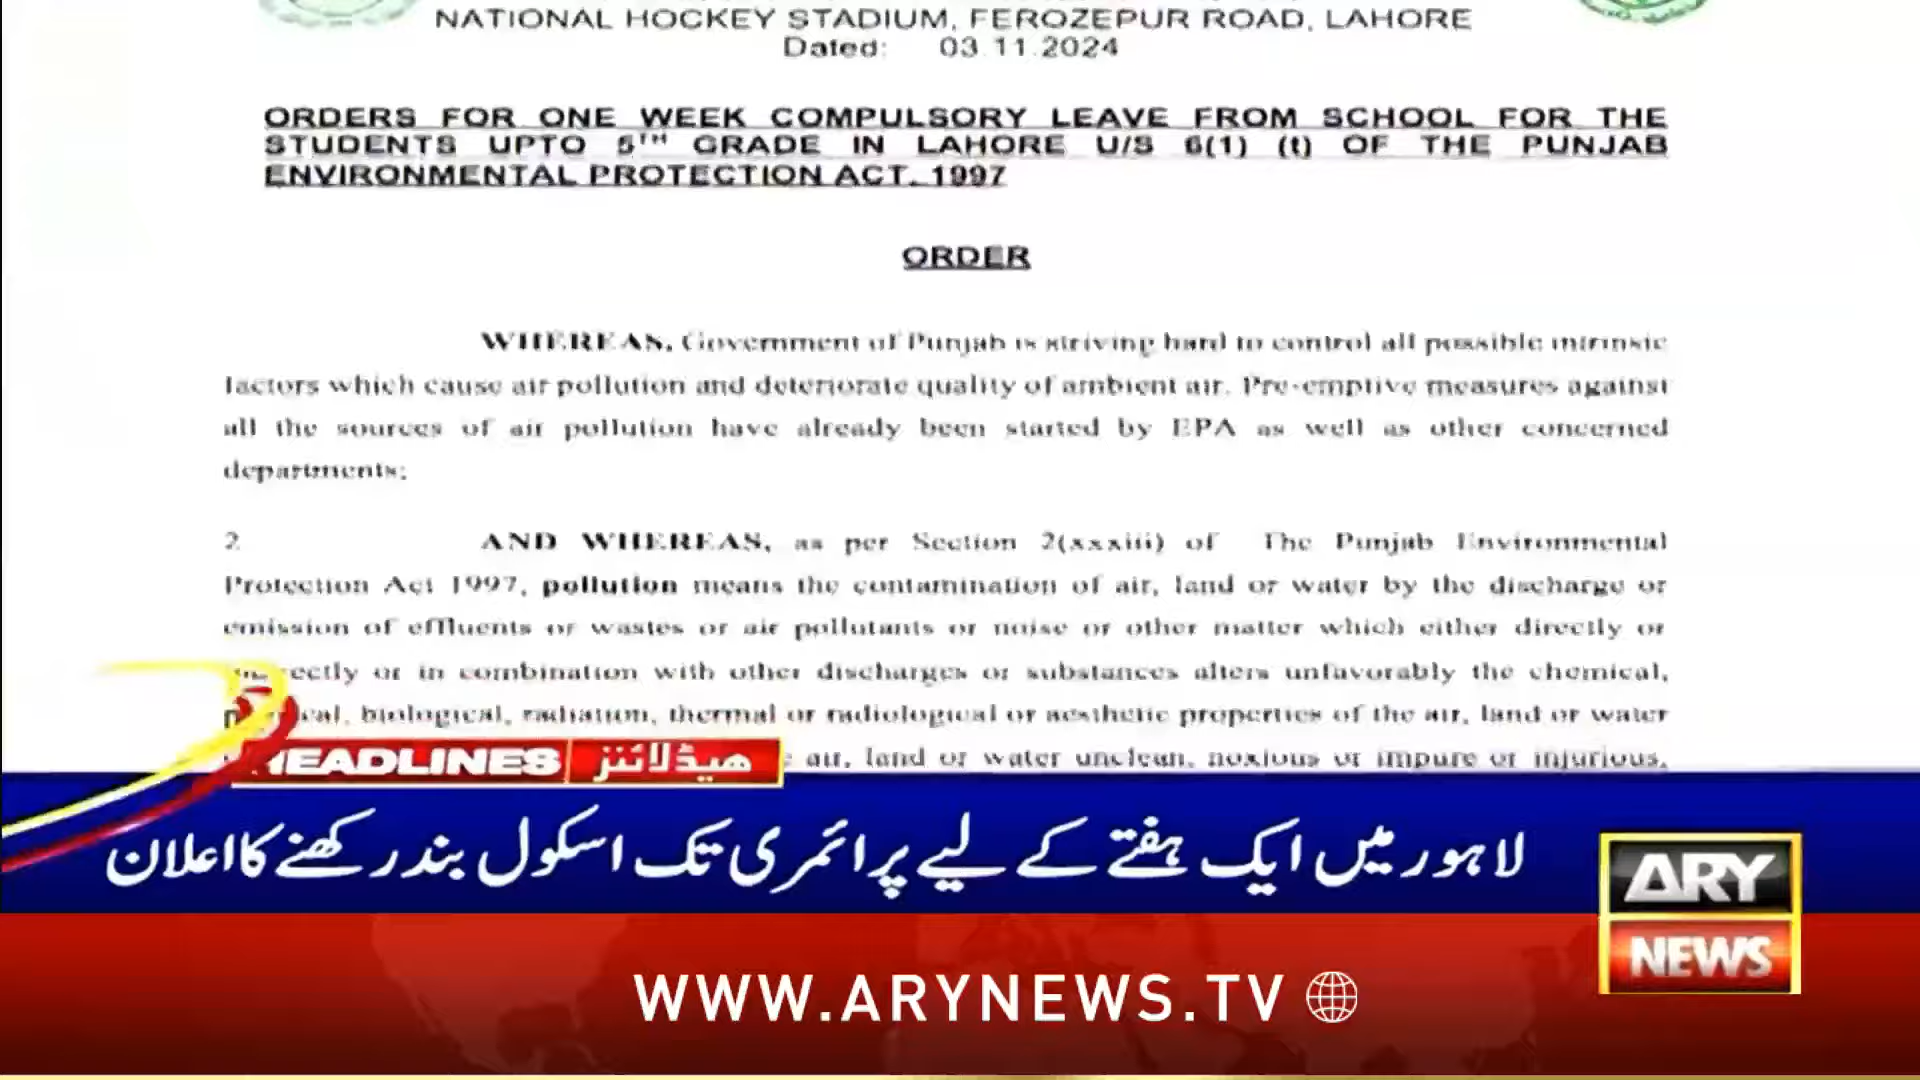 NATIONAL HOCKEY STADIUM, FEROZEPUR ROAD, LAHORE
Dated: 03.11.2024
ORDERS FOR ONE WEEK COMPULSORY LEAVE FROM SCHOOL FOR THE
STUDENTS UPTO 5TH GRADE IN LAHORE U/S 6(1) (t) OF THE PUNJAB
ENVIRONMENTAL PROTECTION ACT, 1997
ORDER
WHEREAS, Government of Punjab is striving hard to control all possible intrinsic
factors which cause air pollution and deteriorate quality of ambient air. Pre-emptive measures against
all the sources of air pollution have already been started by EPA as well as other concerned
departments;
2 AND WHEREAS, as per Section 2(xxxiii) of The Punjab Environmental
Protection Act 1997, pollution means the contamination of air, land or water by the discharge or
emission of effluents or wastes or air pollutants or noise or other matter which either directly or
or in combination with other discharges or substances alters unfavorably the chemical,
biological, radiation, thermal or radiological or aesthetic properties of the air, land or water
air, land or water unclean, noxious or impure or injurious,
HEADLINES ہیڈلائنز
لاہور میں ایک ہفتے کے لیے پرائمری تک اسکول بند رکھنے کا اعلان
ARY
NEWS
WWW.ARYNEWS.TV